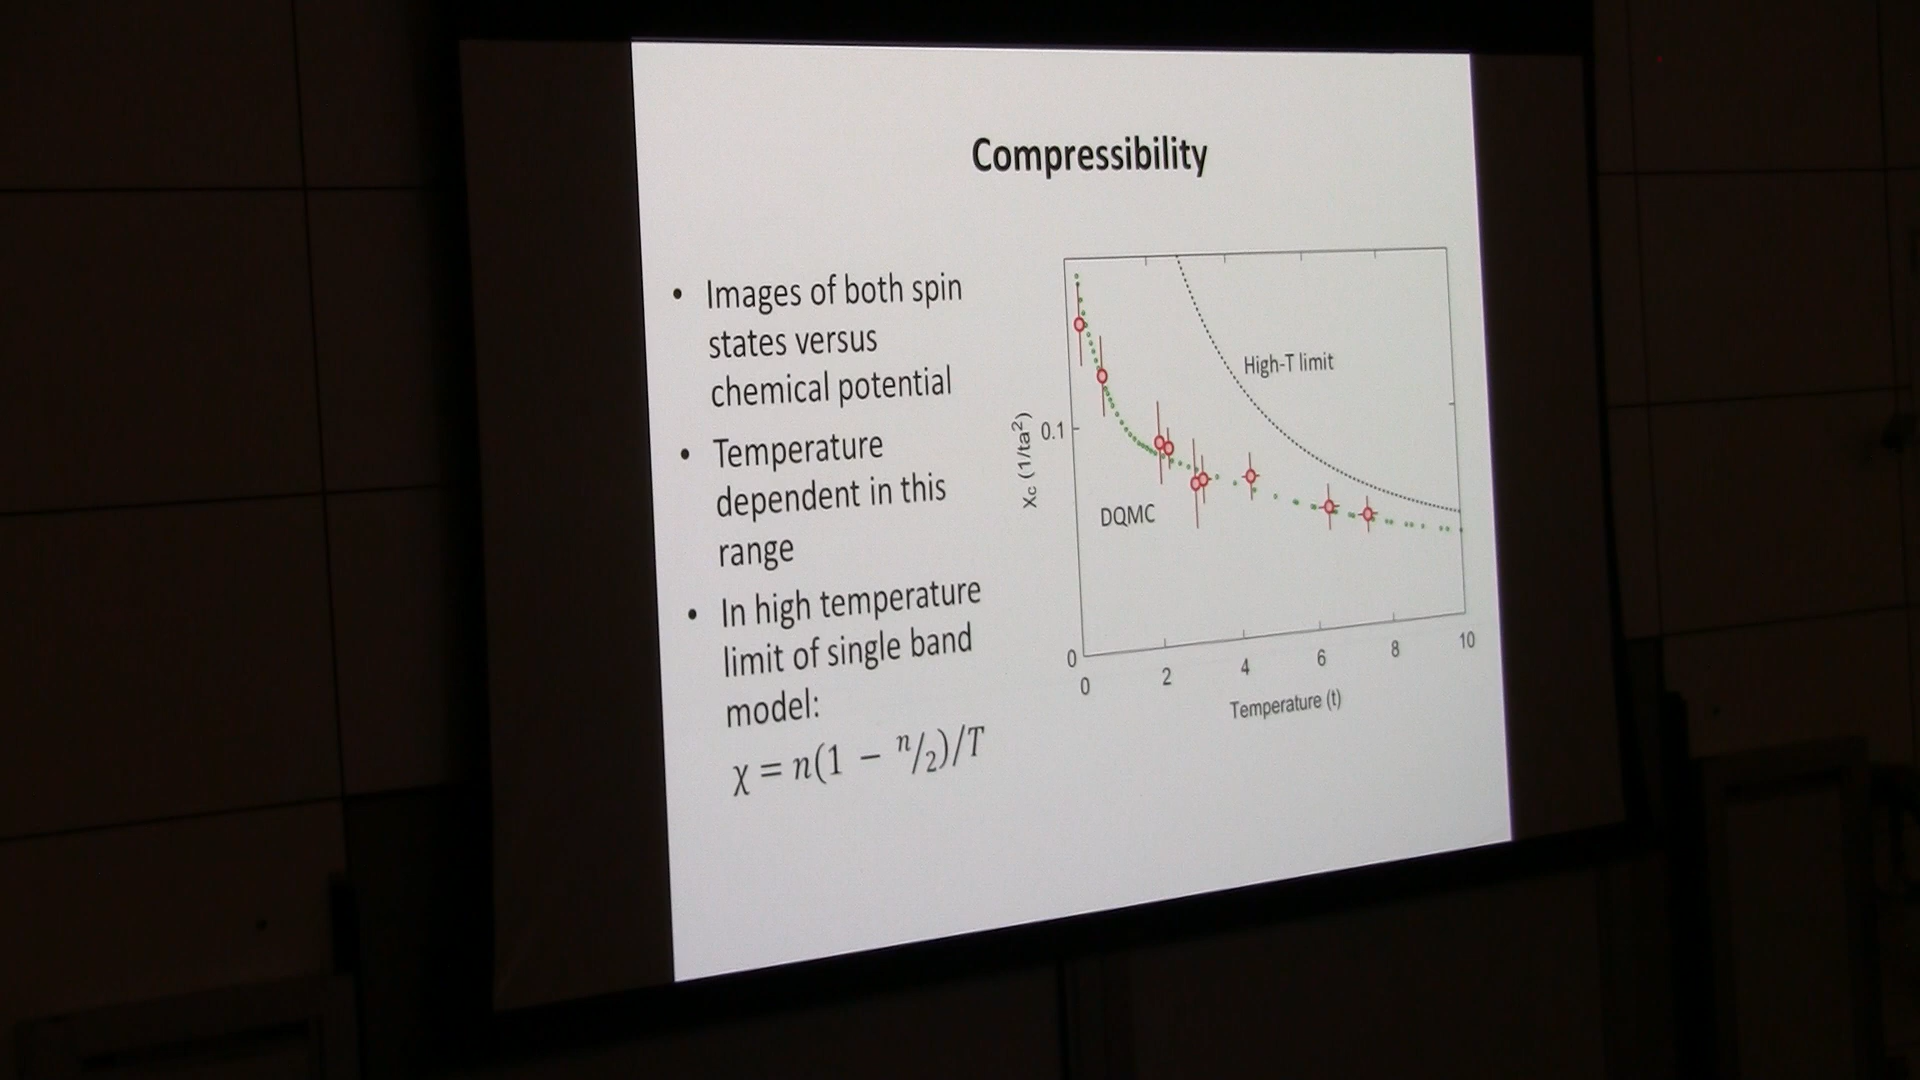 Compressibility
• Images of both spin
states versus
chemical potential
• Temperature
dependent in this
range
• In high temperature
limit of single band
model:
χ = n(1 − n/2)/T
High-T limit
0.1
χc (1/ta²)
DQMC
0
0
2
4
6
8
10
Temperature (t)